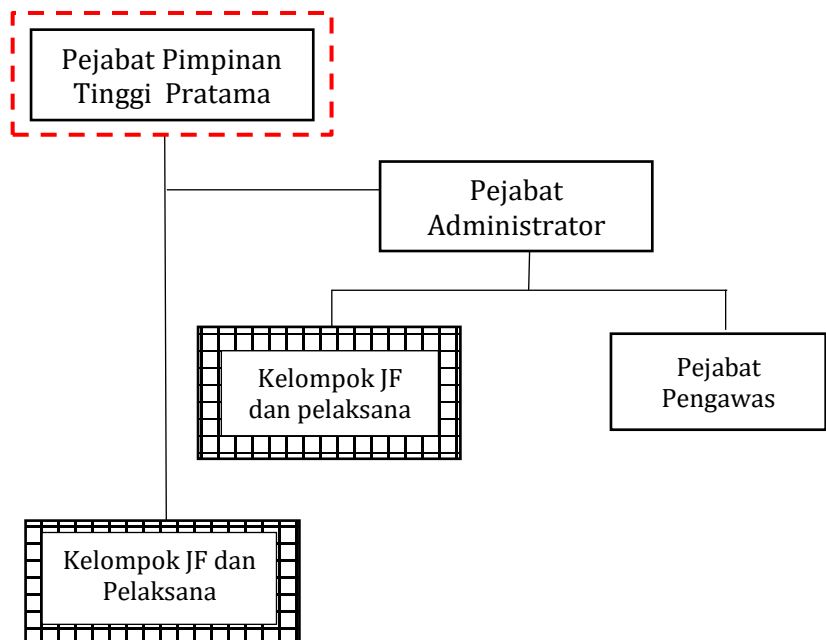 Pejabat Pimpinan
Tinggi Pratama
Pejabat
Administrator
Kelompok JF
dan pelaksana
Pejabat
Pengawas
Kelompok JF dan
Pelaksana